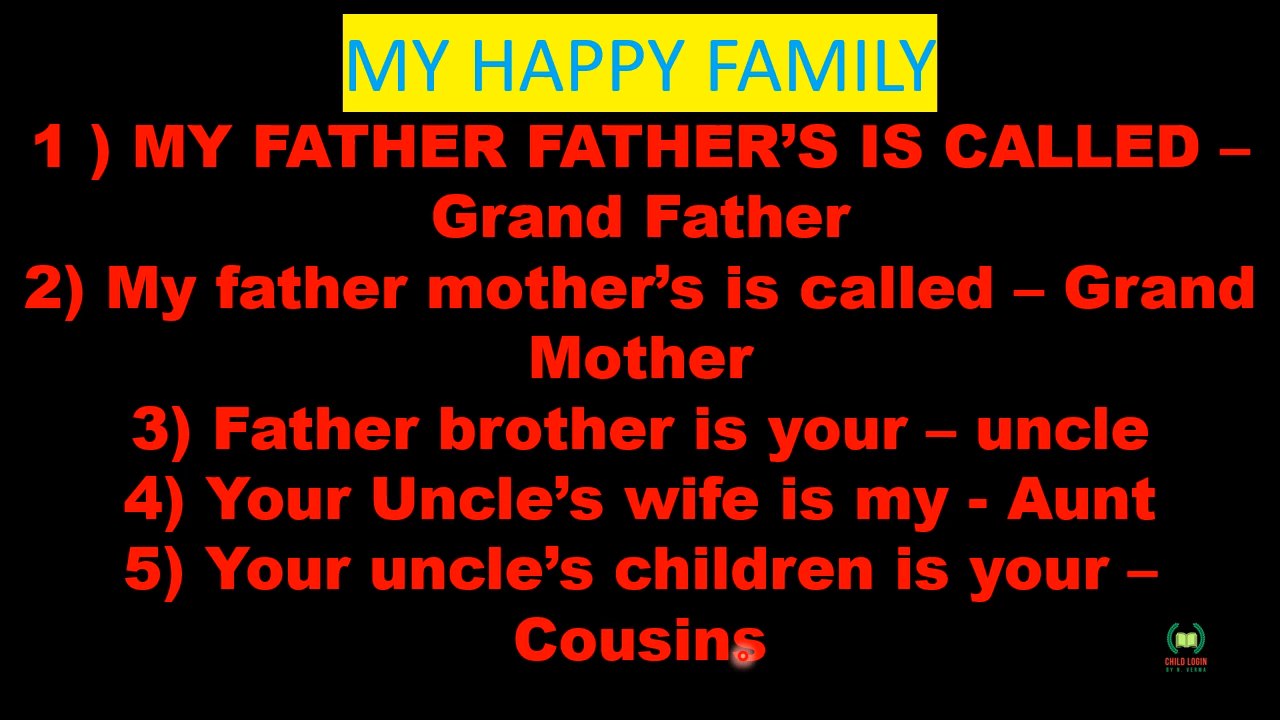 MY HAPPY FAMILY
1 ) MY FATHER FATHER’S IS CALLED –
Grand Father
2) My father mother’s is called – Grand
Mother
3) Father brother is your – uncle
4) Your Uncle’s wife is my - Aunt
5) Your uncle’s children is your –
Cousins
CHILD LOGIN
BY N. VERMA